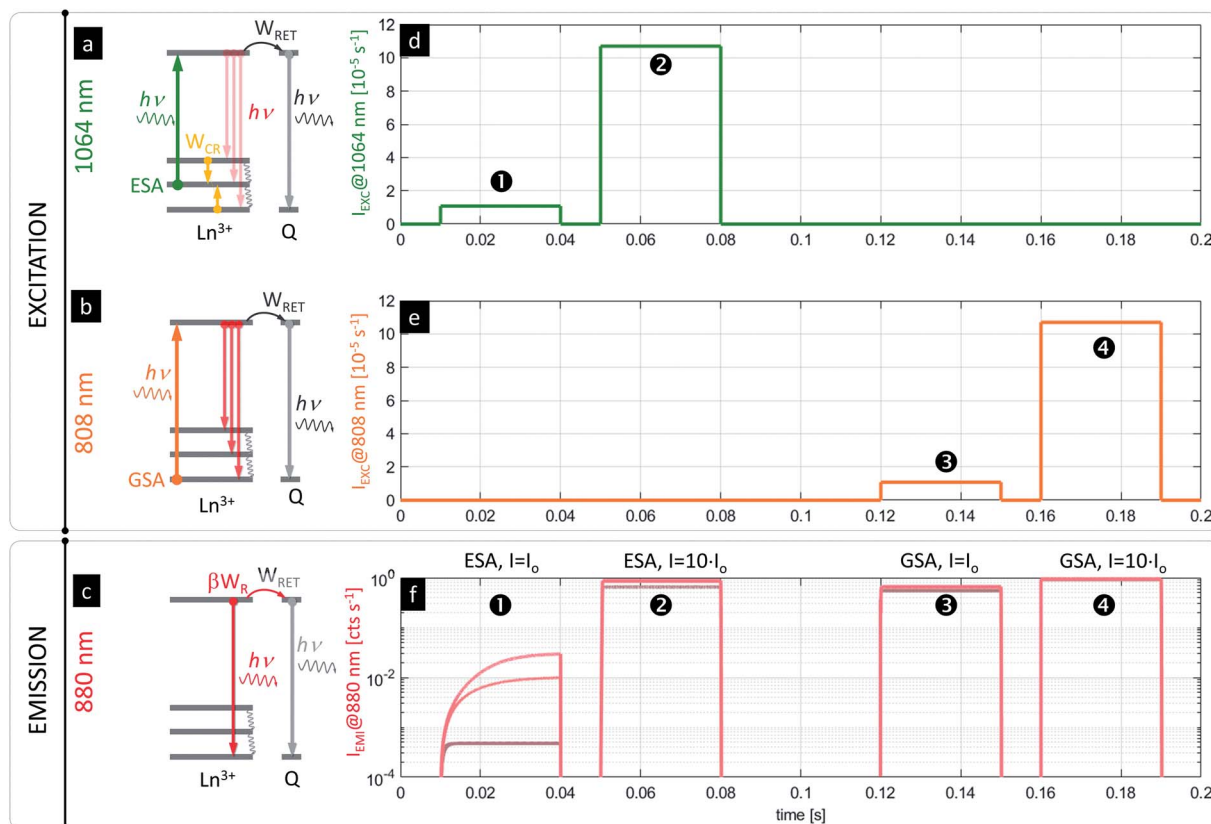 EXCITATION
1064 nm
a
W_RET
hν
hν
hν
W_CR
ESA
Ln³⁺
Q
d
I_EXC@1064 nm [10⁻⁵ s⁻¹]
12
10
8
6
4
2
0
❶
❷
0 0.02 0.04 0.06 0.08 0.1 0.12 0.14 0.16 0.18 0.2
808 nm
b
W_RET
hν
hν
GSA
Ln³⁺
Q
e
I_EXC@808 nm [10⁻⁵ s⁻¹]
12
10
8
6
4
2
0
❸
❹
0 0.02 0.04 0.06 0.08 0.1 0.12 0.14 0.16 0.18 0.2
EMISSION
880 nm
c
βW_R W_RET
hν
hν
Ln³⁺
Q
ESA, I=I_o ESA, I=10·I_o GSA, I=I_o GSA, I=10·I_o
f
I_EMI@880 nm [cts s⁻¹]
10⁰
10⁻²
10⁻⁴
❶ ❷ ❸ ❹
0 0.02 0.04 0.06 0.08 0.1 0.12 0.14 0.16 0.18 0.2
time [s]